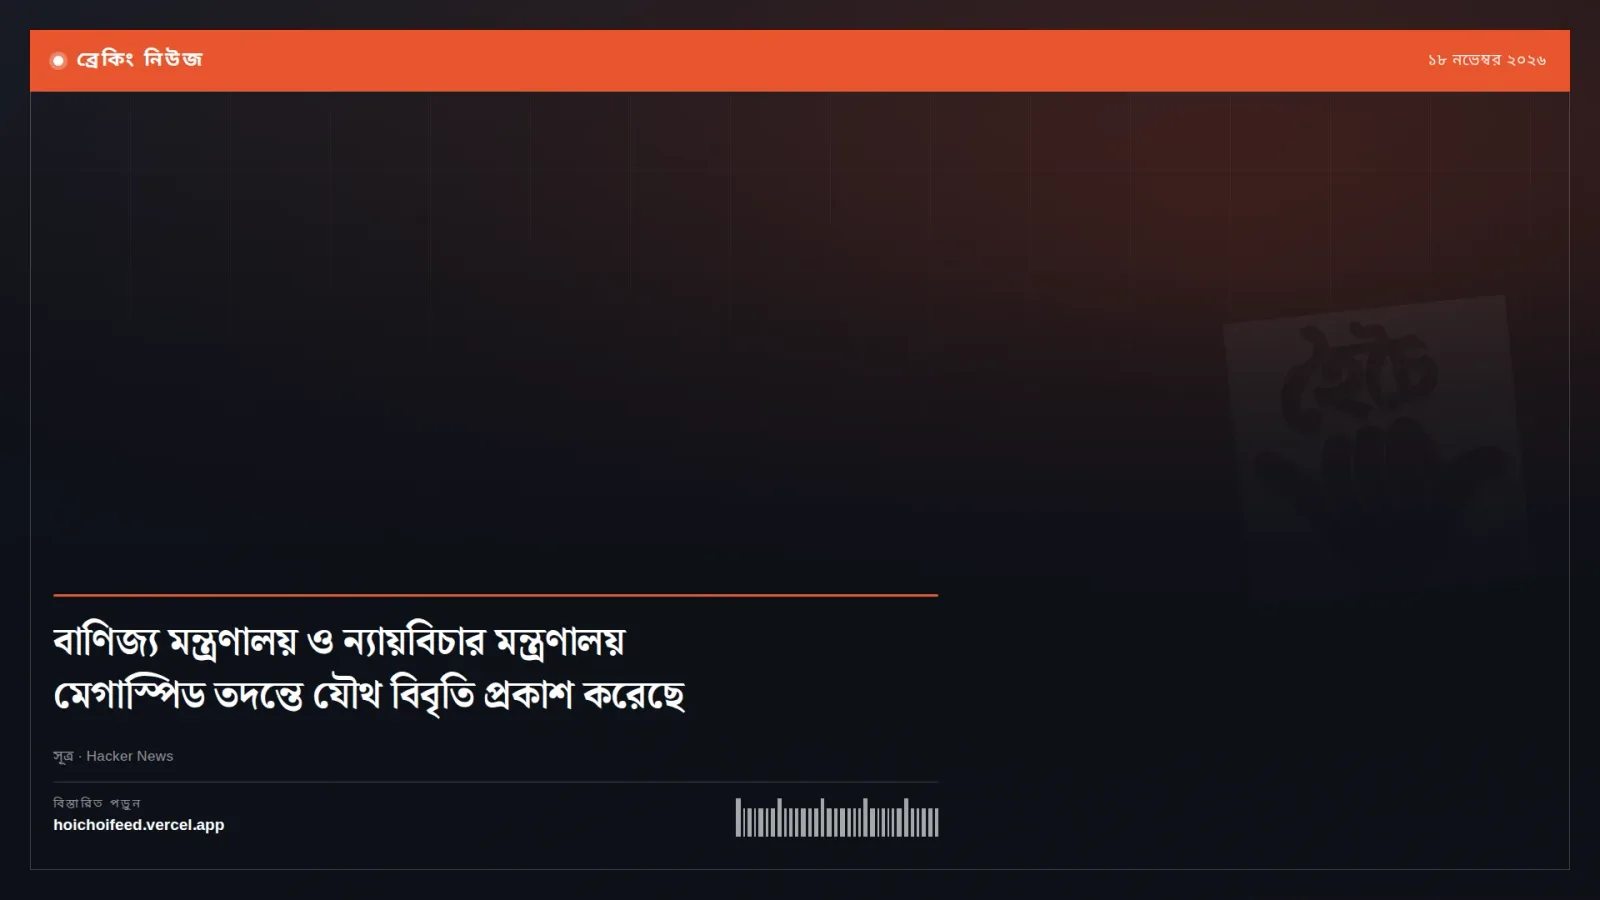 ব্রেকিং নিউজ
১৮ নভেম্বর ২০২৬
হৈচৈ
বাণিজ্য মন্ত্রণালয় ও ন্যায়বিচার মন্ত্রণালয়
মেগাস্পিড তদন্তে যৌথ বিবৃতি প্রকাশ করেছে
সূত্র · Hacker News
বিস্তারিত পড়ুন
hoichoifeed.vercel.app